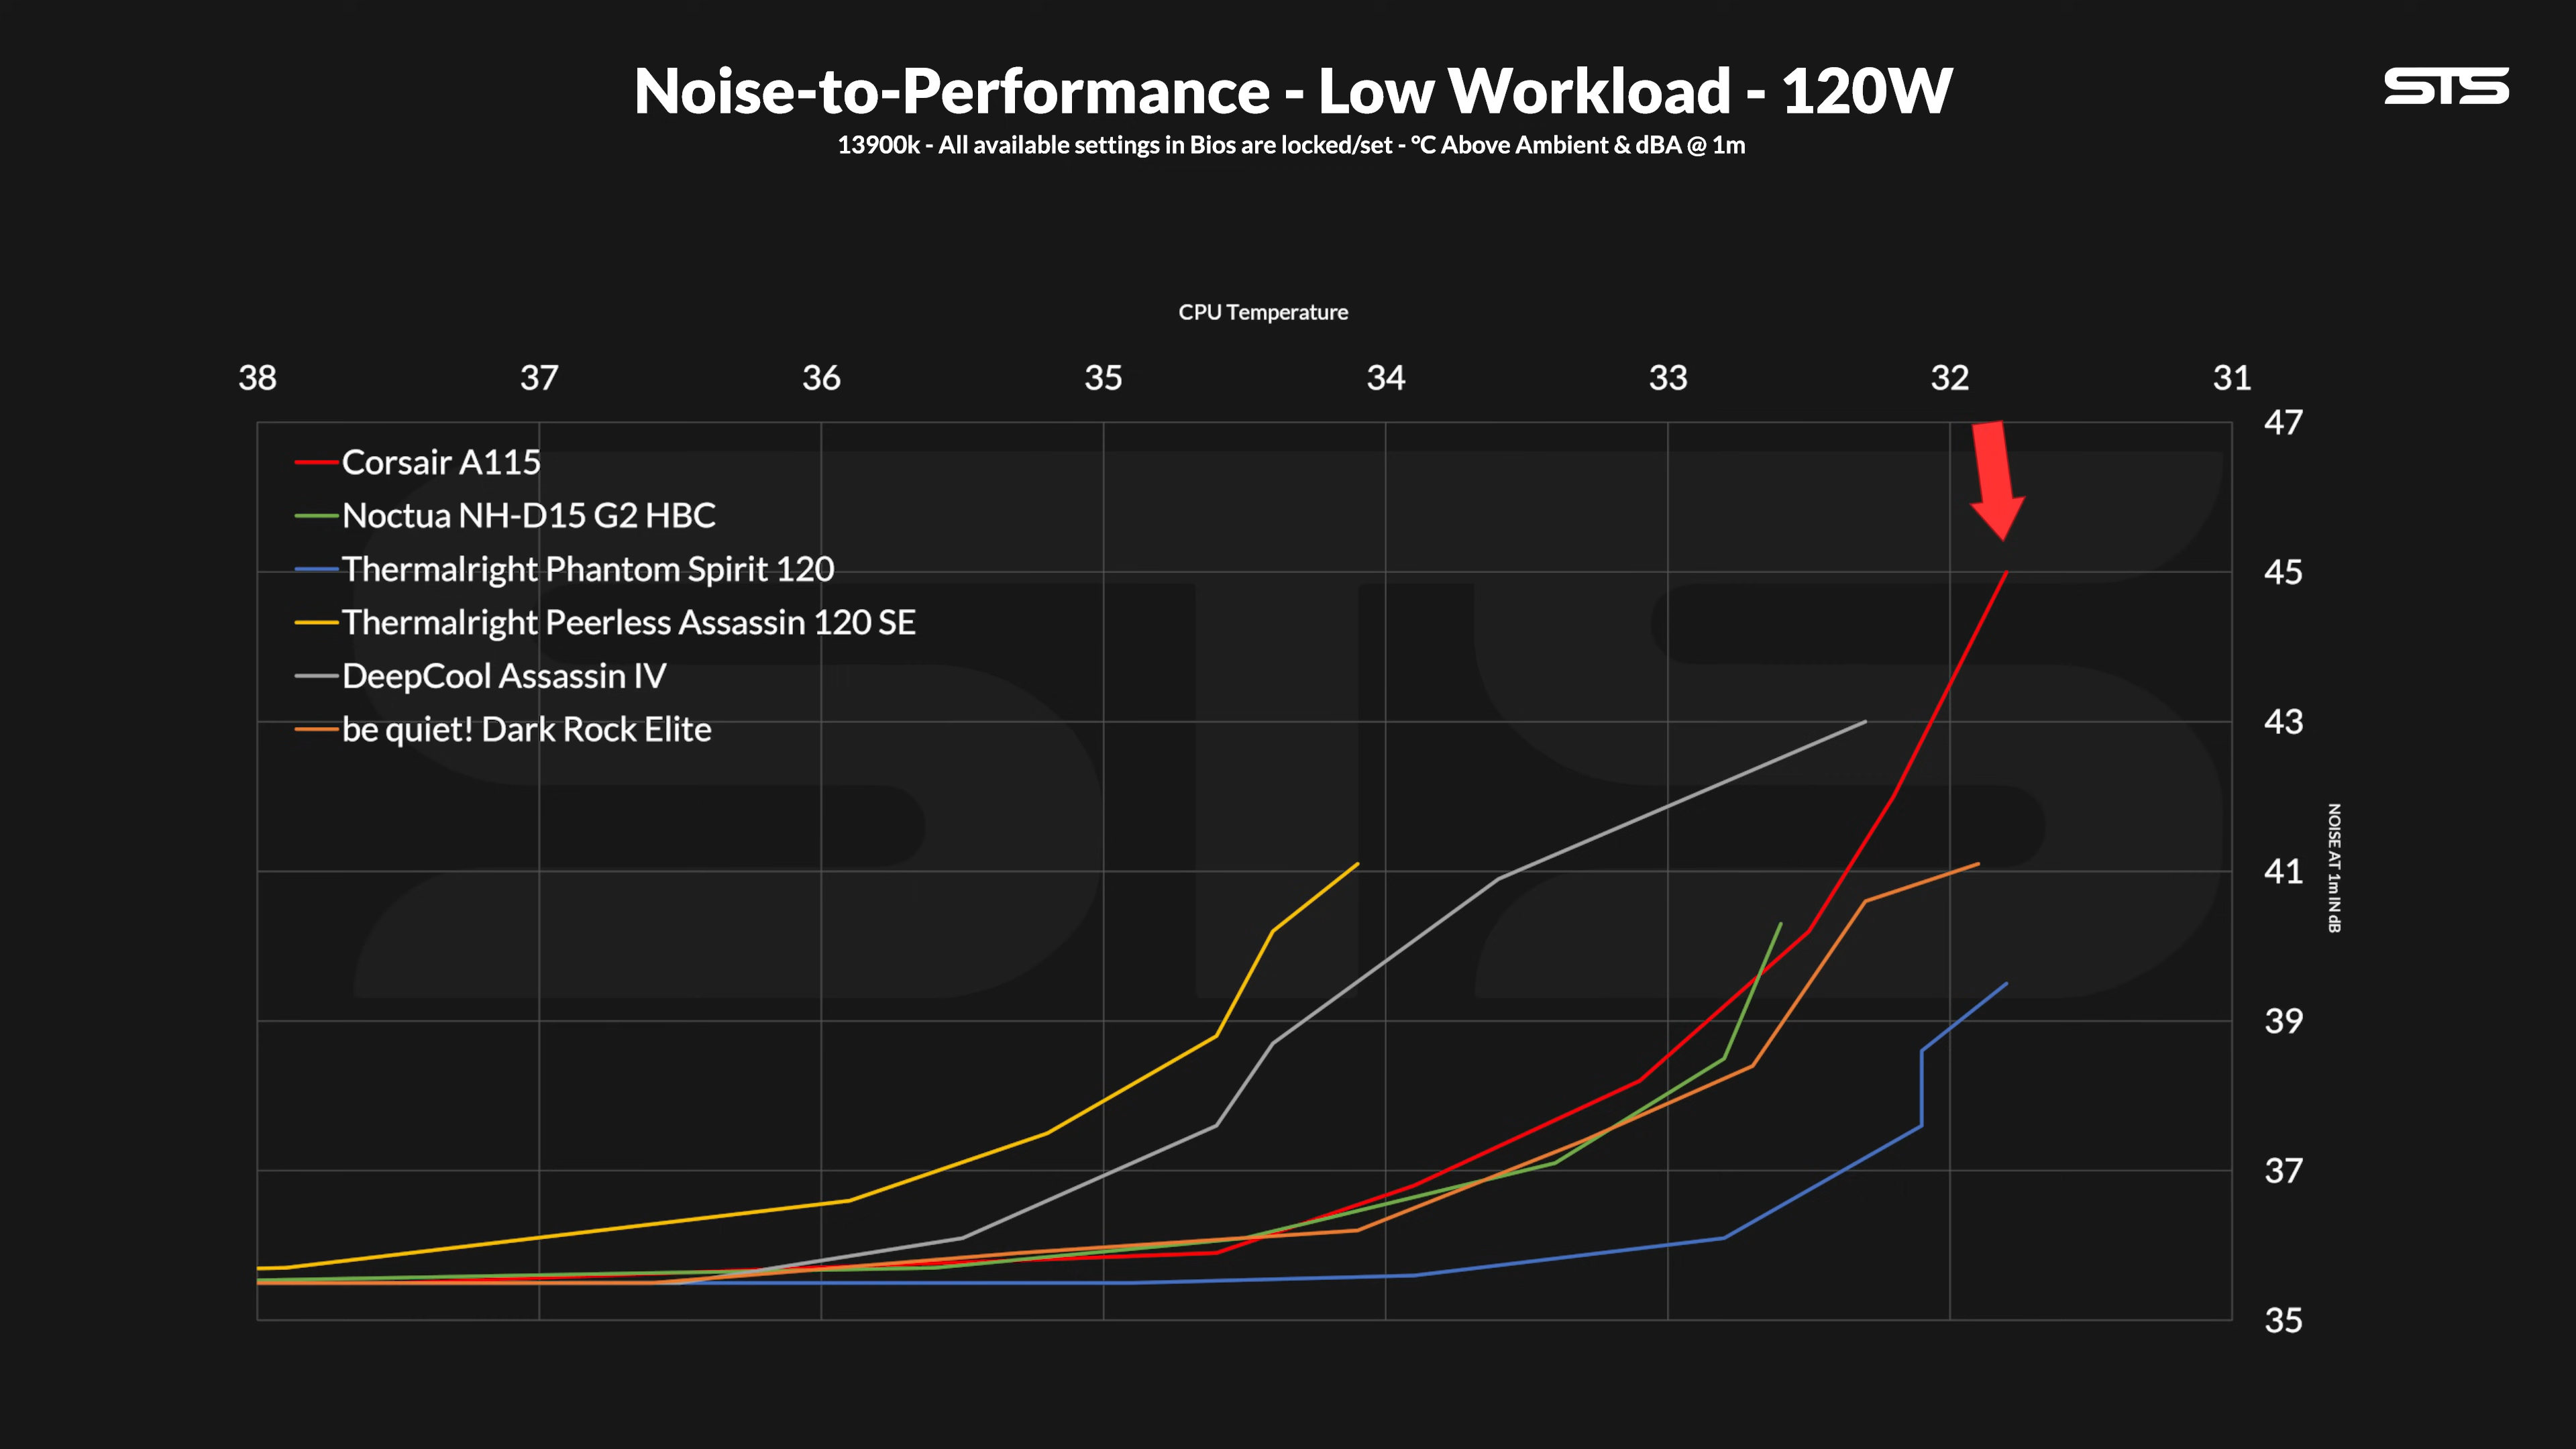 Noise-to-Performance - Low Workload - 120W
STS
13900k - All available settings in Bios are locked/set - °C Above Ambient & dBA @ 1m
CPU Temperature
38 37 36 35 34 33 32 31
Corsair A115
Noctua NH-D15 G2 HBC
Thermalright Phantom Spirit 120
Thermalright Peerless Assassin 120 SE
DeepCool Assassin IV
be quiet! Dark Rock Elite
STS
47
45
43
41
39
37
35
NOISE AT 1m IN dB